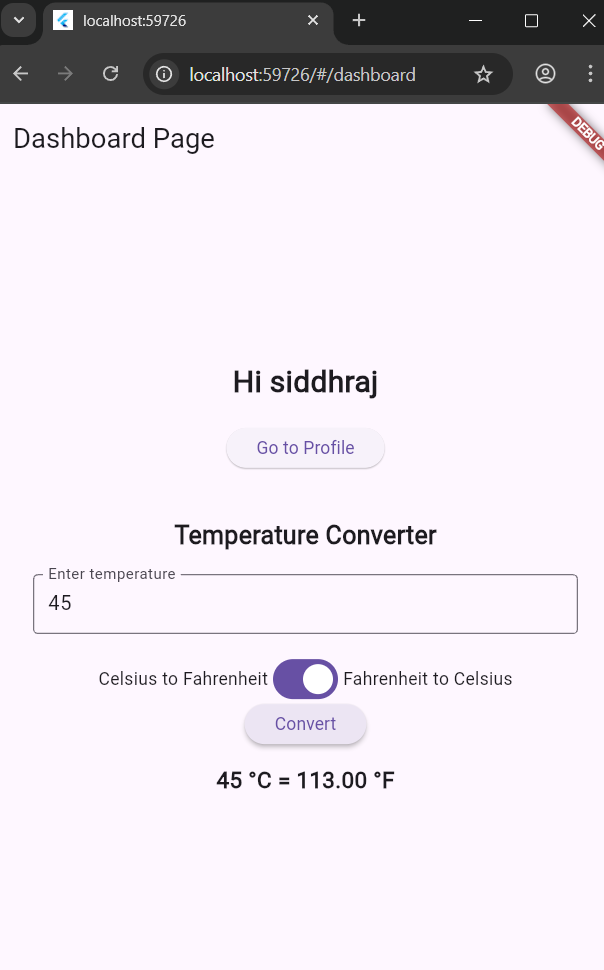 localhost:59726
localhost:59726/#/dashboard
Dashboard Page
DEBUG
Hi siddhraj
Go to Profile
Temperature Converter
Enter temperature
45
Celsius to Fahrenheit Fahrenheit to Celsius
Convert
45 °C = 113.00 °F